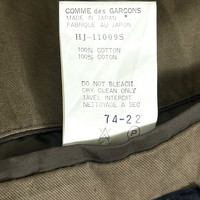 COMME des GARÇONS
MADE IN JAPAN
FABRIQUE AU JAPON
HJ-11009S
100% COTTON
100% COTON
DO NOT BLEACH
DRY CLEAN ONLY
JAVEL INTERDIT
NETTOYAGE A SEC
P
74-22